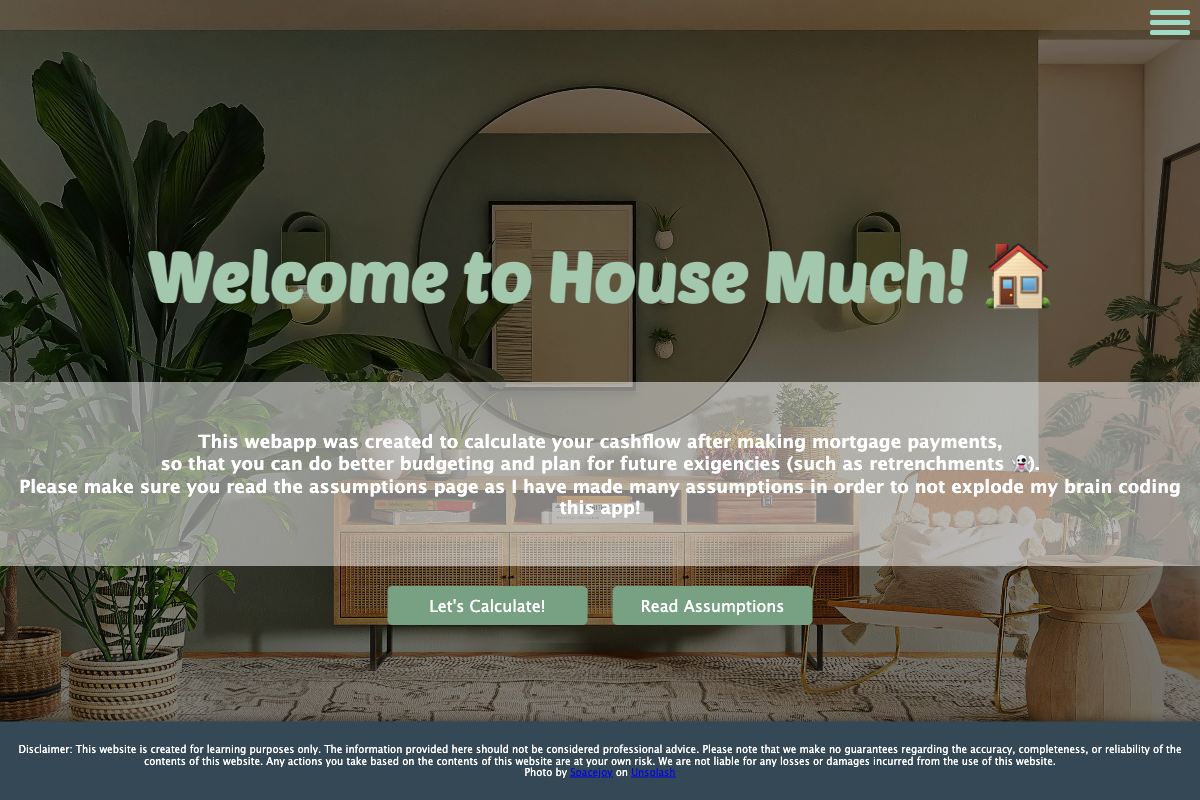 Welcome to House Much! 🏠
This webapp was created to calculate your cashflow after making mortgage payments,
so that you can do better budgeting and plan for future exigencies (such as retrenchments 👻).
Please make sure you read the assumptions page as I have made many assumptions in order to not explode my brain coding
this app!
Let's Calculate!
Read Assumptions
Disclaimer: This website is created for learning purposes only. The information provided here should not be considered professional advice. Please note that we make no guarantees regarding the accuracy, completeness, or reliability of the
contents of this website. Any actions you take based on the contents of this website are at your own risk. We are not liable for any losses or damages incurred from the use of this website.
Photo by Spacejoy on Unsplash